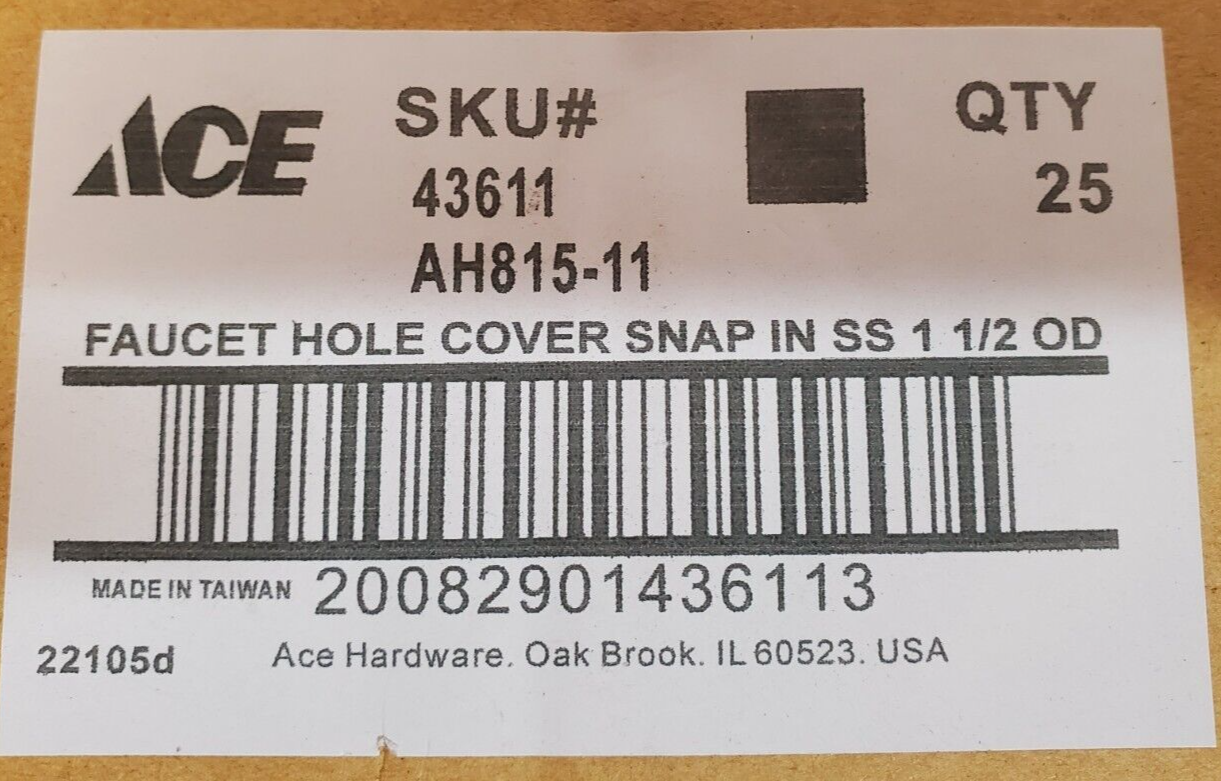 ACE
SKU#
43611
AH815-11
QTY
25
FAUCET HOLE COVER SNAP IN SS 1 1/2 OD
MADE IN TAIWAN 20082901436113
22105d
Ace Hardware. Oak Brook. IL 60523. USA